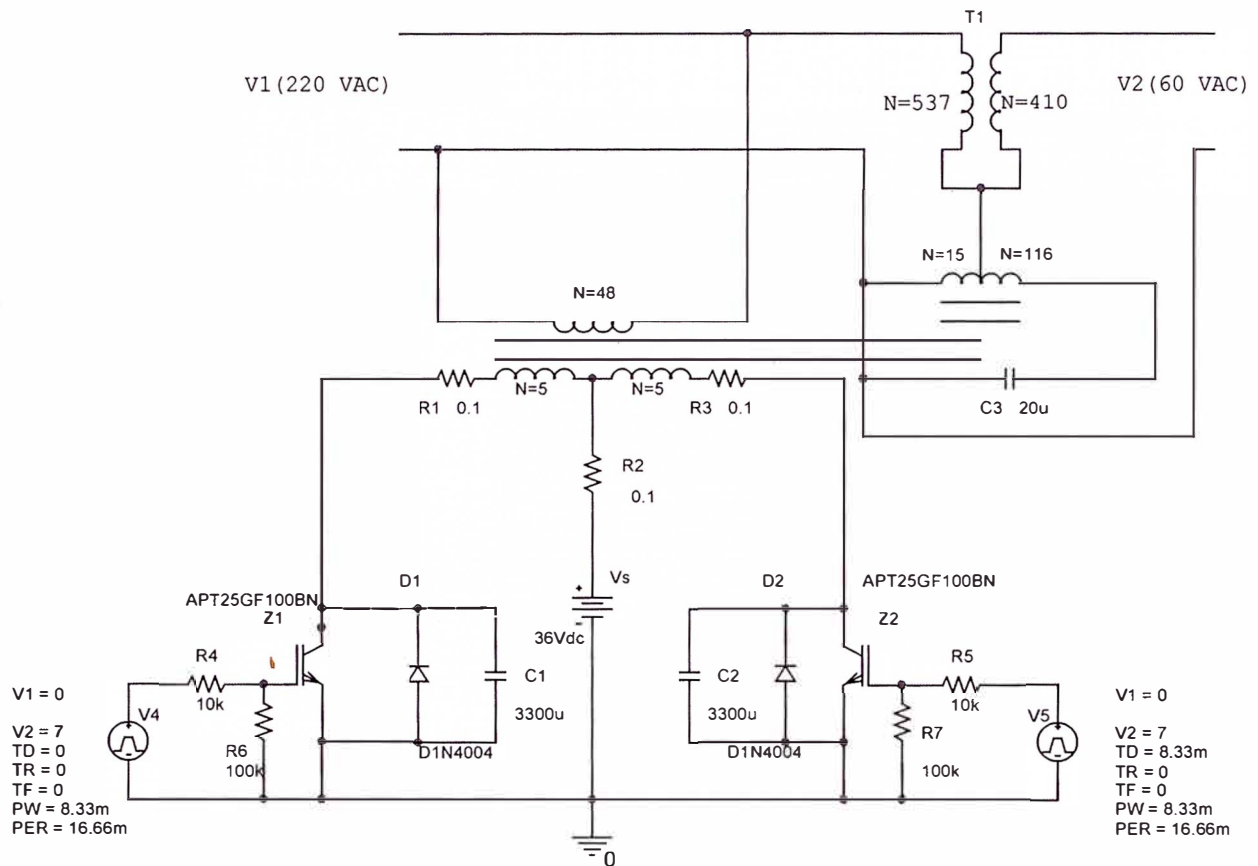 T1
V1(220 VAC)
V2(60 VAC)
N=537
N=410
N=15
N=116
N=48
N=5
N=5
R1 0.1
R3 0.1
C3 20u
R2
0.1
Vs
+
-
36Vdc
D1
D2
APT25GF100BN
Z1
APT25GF100BN
Z2
R4
10k
R5
10k
C1
3300u
C2
3300u
D1N4004
D1N4004
V4
+
-
R6
100k
R7
100k
V5
+
-
V1 = 0
V2 = 7
TD = 0
TR = 0
TF = 0
PW = 8.33m
PER = 16.66m
V1 = 0
V2 = 7
TD = 8.33m
TR = 0
TF = 0
PW = 8.33m
PER = 16.66m
0